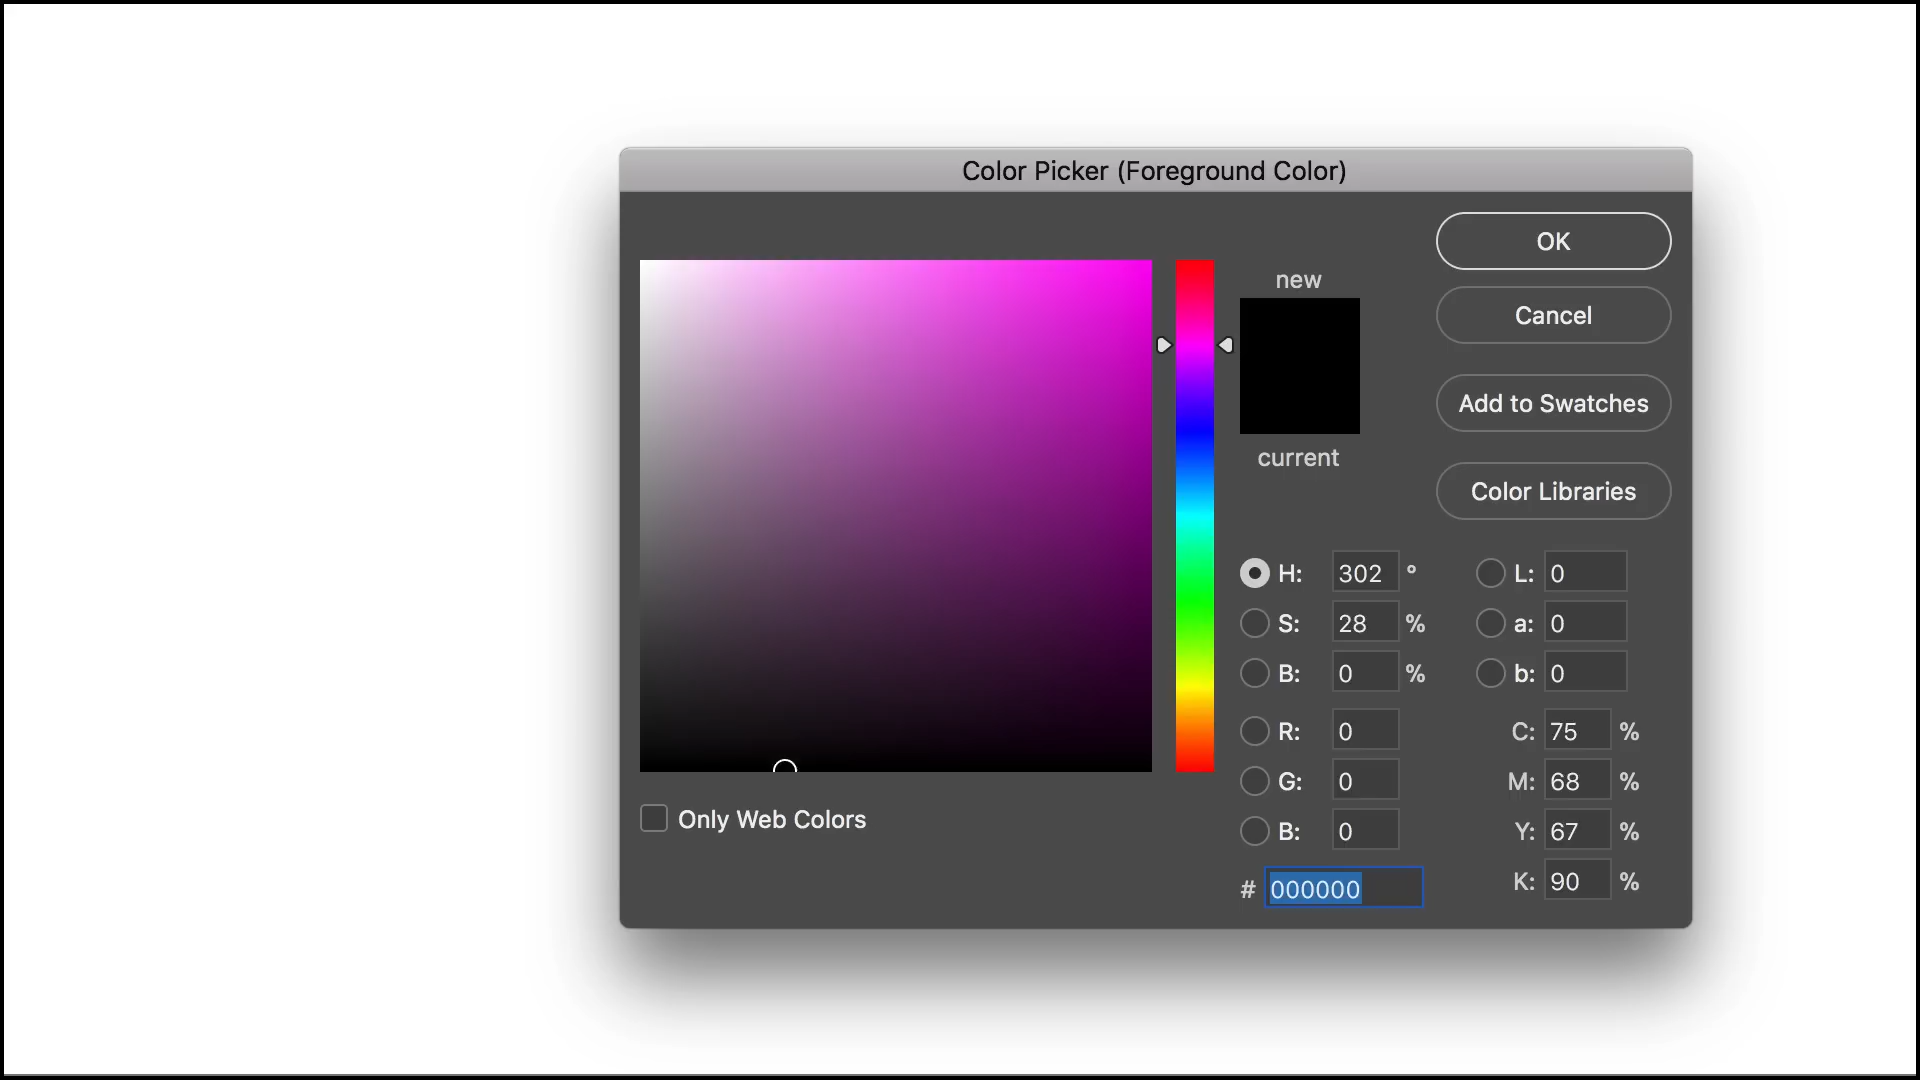 Color Picker (Foreground Color)
OK
new
Cancel
Add to Swatches
current
Color Libraries
H: 302 ° L: 0
S: 28 % a: 0
B: 0 % b: 0
R: 0 C: 75 %
G: 0 M: 68 %
B: 0 Y: 67 %
Only Web Colors
# 000000 K: 90 %